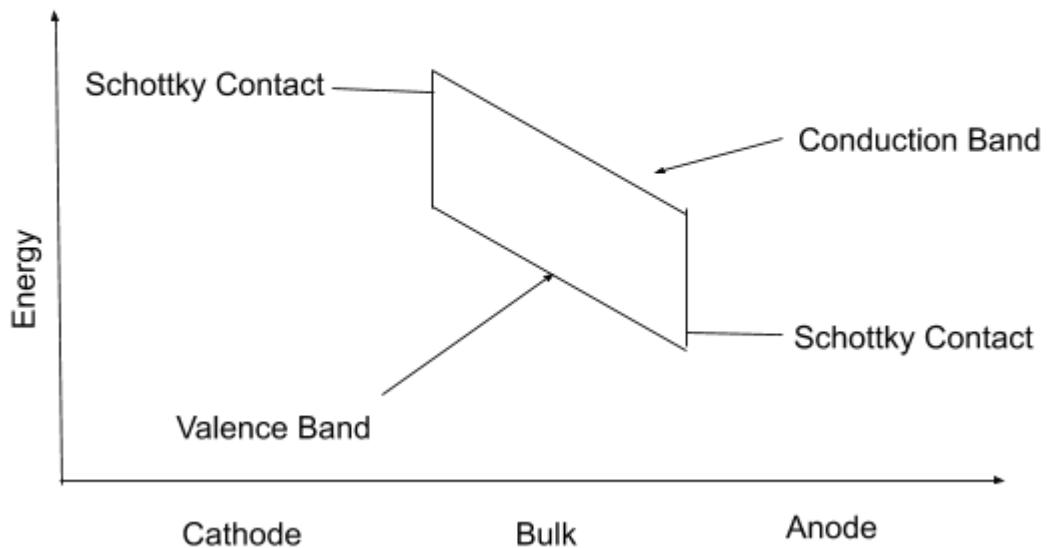 Schottky Contact
Conduction Band
Energy
Schottky Contact
Valence Band
Cathode
Bulk
Anode